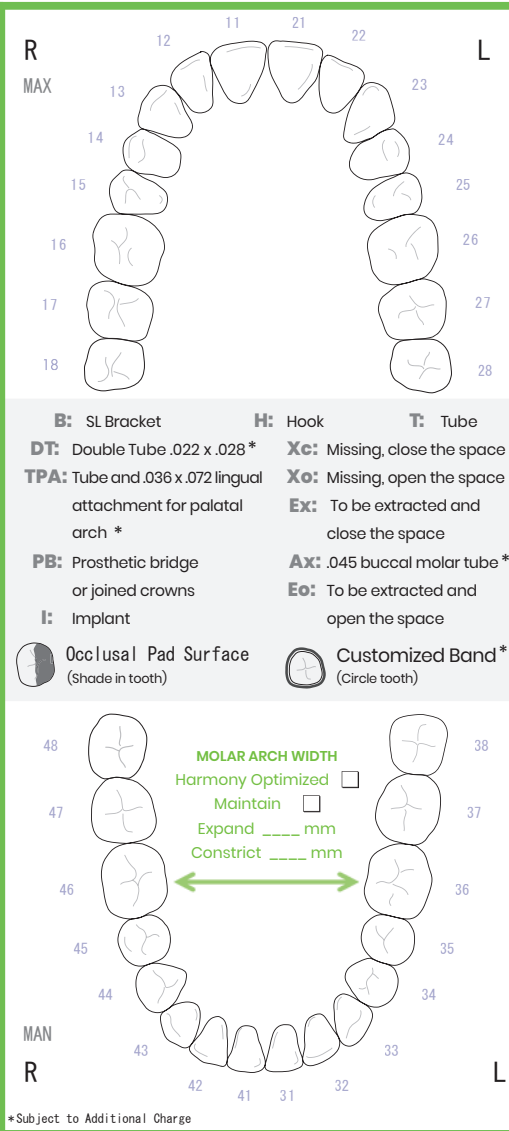 11 21
12 22
R L
MAX
13 23
14 24
15 25
16 26
17 27
18 28
B: SL Bracket H: Hook T: Tube
DT: Double Tube .022 x .028 * Xc: Missing, close the space
TPA: Tube and .036 x .072 lingual Xo: Missing, open the space
attachment for palatal Ex: To be extracted and
arch * close the space
PB: Prosthetic bridge Ax: .045 buccal molar tube *
or joined crowns Eo: To be extracted and
I: Implant open the space
Occlusal Pad Surface Customized Band *
(Shade in tooth) (Circle tooth)
48 38
MOLAR ARCH WIDTH
Harmony Optimized
47 Maintain 37
Expand ____ mm
Constrict ____ mm
46 36
45 35
44 34
MAN
43 33
R L
42 32
41 31
*Subject to Additional Charge